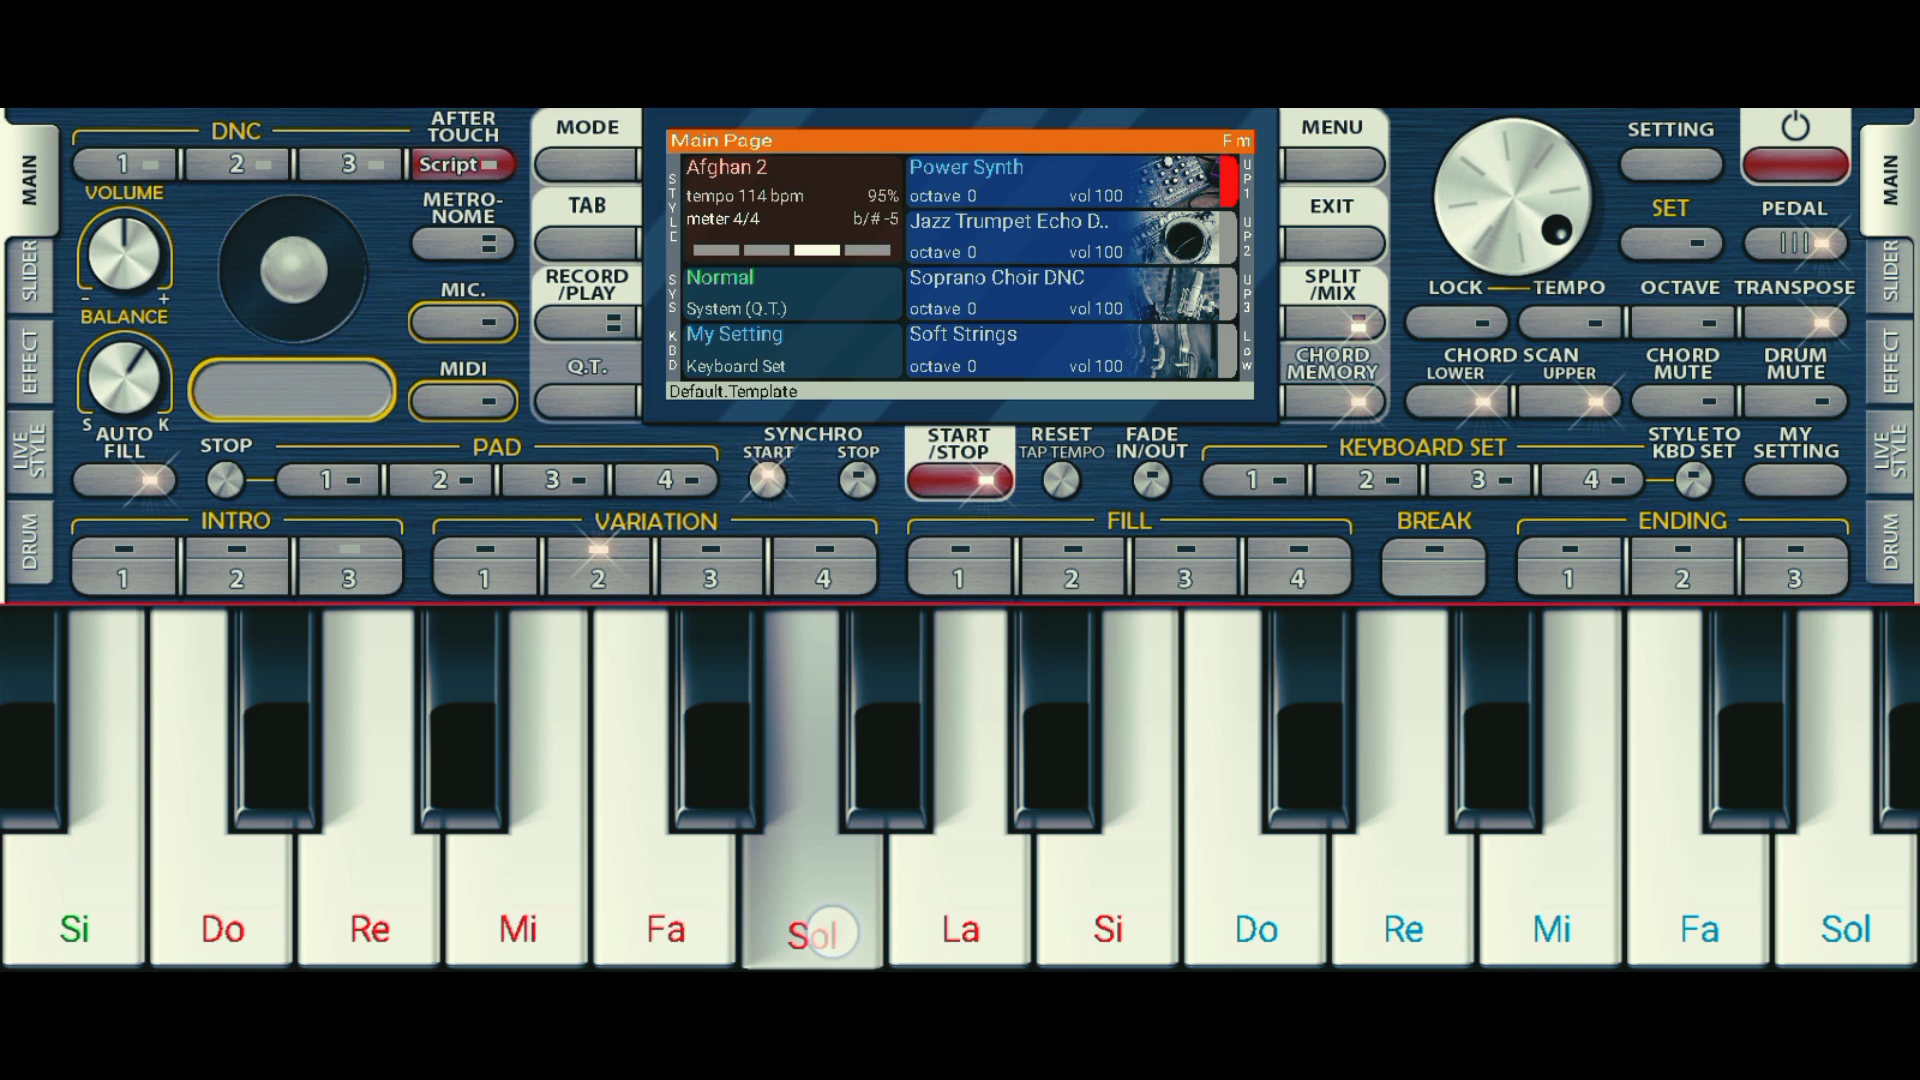 DNC
AFTER
TOUCH
1 2 3 Script
VOLUME
METRO-
NOME
- +
MIC.
BALANCE
MIDI
S K
MODE
TAB
RECORD
/PLAY
Q.T.
Main Page Fm
STYLE
Afghan 2
tempo 114 bpm 95%
meter 4/4 b/# -5
SYS
Normal
System (Q.T.)
KBD
My Setting
Keyboard Set
Power Synth
octave 0 vol 100
UP1
Jazz Trumpet Echo D..
octave 0 vol 100
UP2
Soprano Choir DNC
octave 0 vol 100
UP3
Soft Strings
octave 0 vol 100
Low
Default.Template
MENU
EXIT
SPLIT
/MIX
CHORD
MEMORY
SETTING
SET
PEDAL
LOCK TEMPO OCTAVE TRANSPOSE
CHORD SCAN
LOWER UPPER
CHORD
MUTE
DRUM
MUTE
MAIN
SLIDER
EFFECT
LIVE
STYLE
DRUM
MAIN
SLIDER
EFFECT
LIVE
STYLE
DRUM
AUTO
FILL
STOP
PAD
1 2 3 4
SYNCHRO
START STOP
START
/STOP
RESET
TAP TEMPO
FADE
IN/OUT
KEYBOARD SET
1 2 3 4
STYLE TO
KBD SET
MY
SETTING
INTRO
1 2 3
VARIATION
1 2 3 4
FILL
1 2 3 4
BREAK
ENDING
1 2 3
Si Do Re Mi Fa Sol La Si Do Re Mi Fa Sol